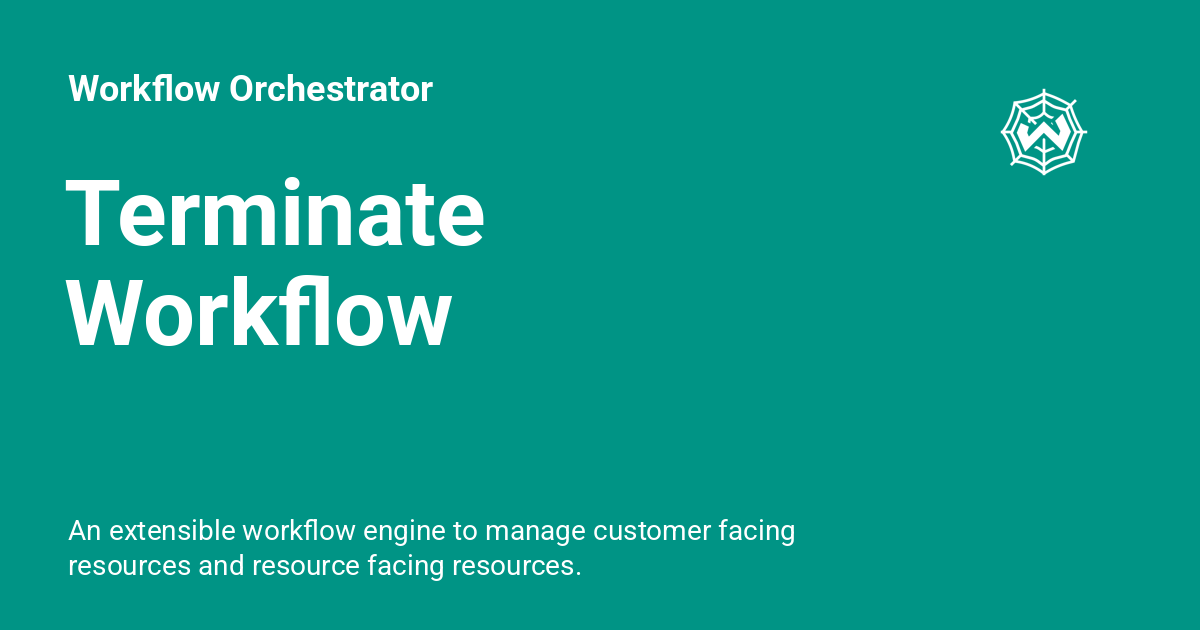 Workflow Orchestrator
Terminate
Workflow
An extensible workflow engine to manage customer facing
resources and resource facing resources.